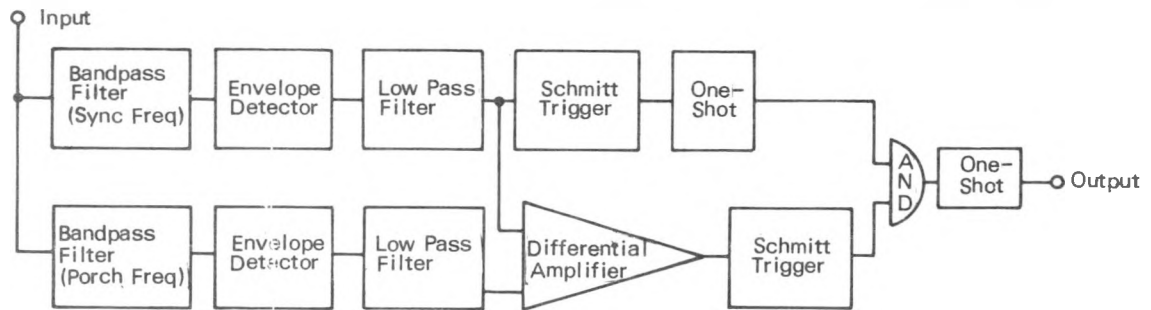 Input
Bandpass
Filter
(Sync Freq)
Envelope
Detector
Low Pass
Filter
Schmitt
Trigger
One-
Shot
AND
One-
Shot
Output
Bandpass
Filter
(Porch Freq)
Envelope
Detector
Low Pass
Filter
Differential
Amplifier
Schmitt
Trigger